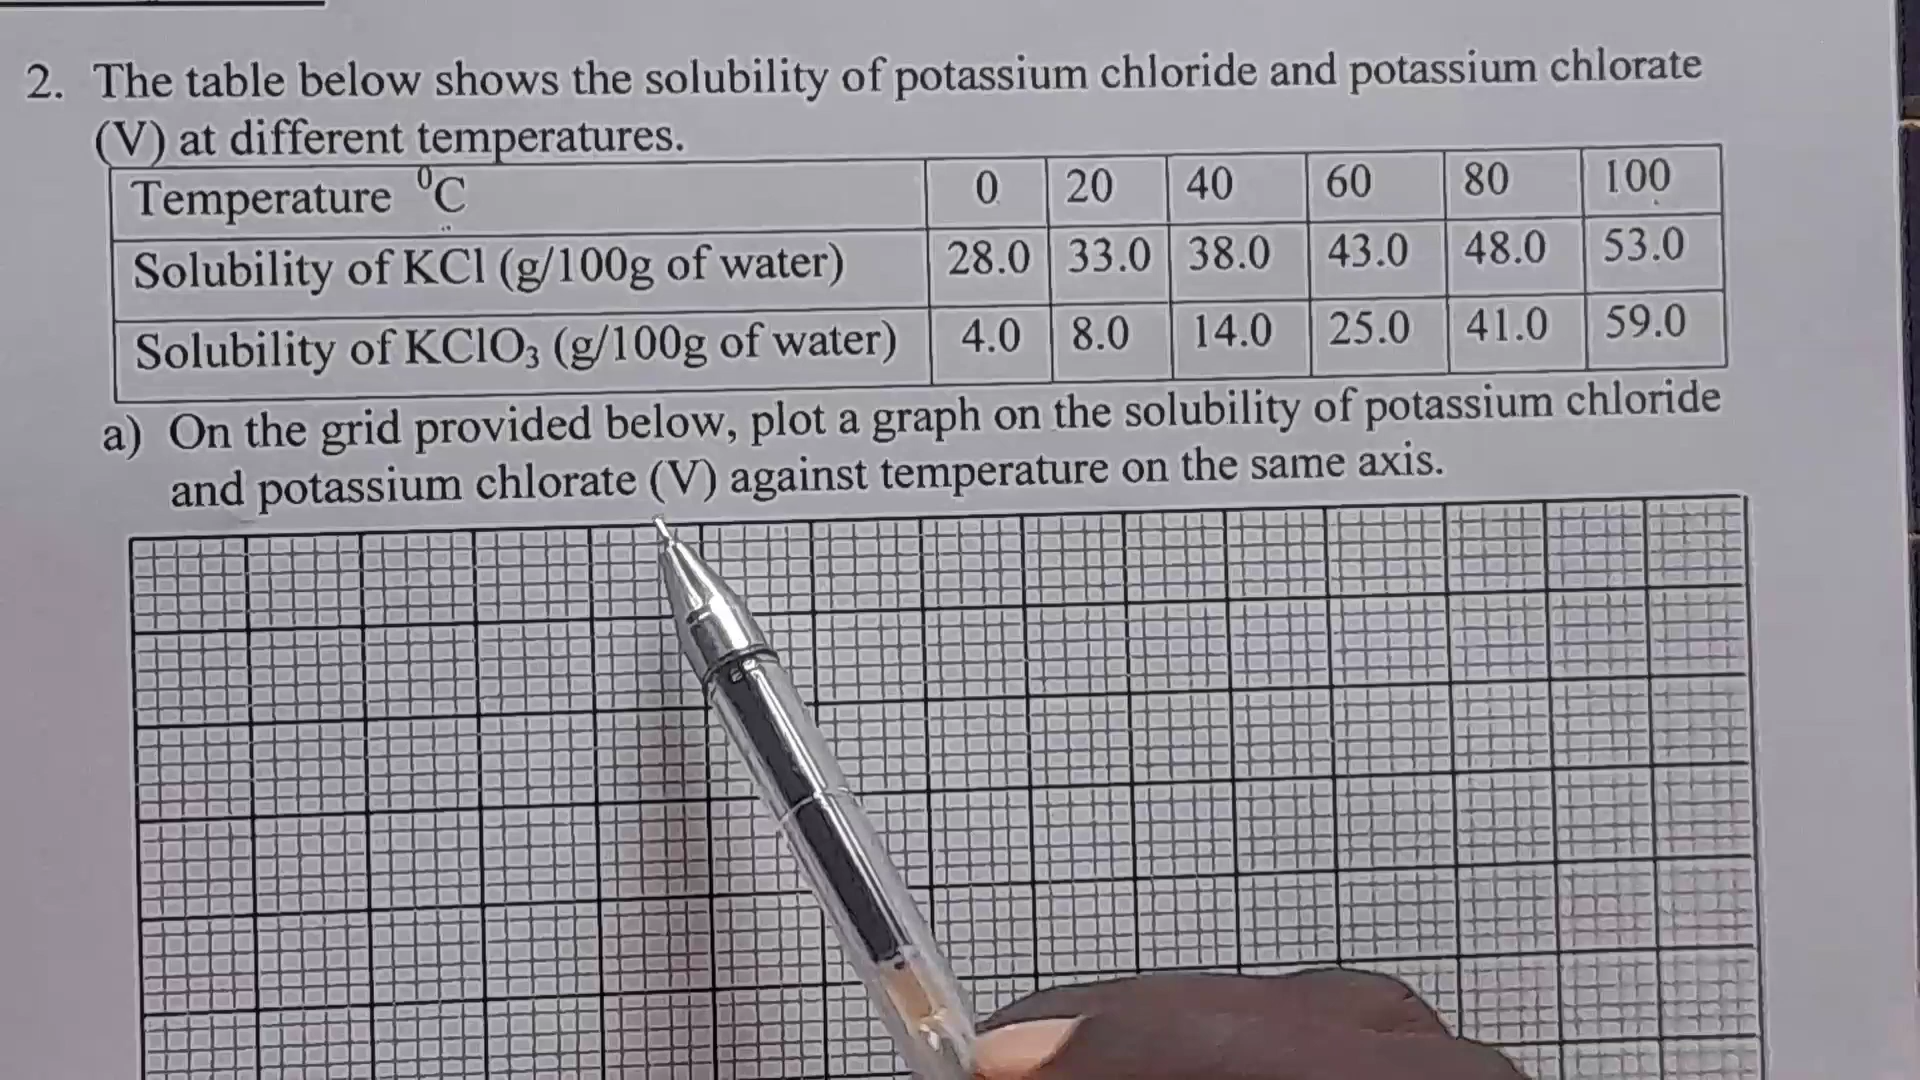 2. The table below shows the solubility of potassium chloride and potassium chlorate
(V) at different temperatures.
Temperature ⁰C 0 20 40 60 80 100
Solubility of KCl (g/100g of water) 28.0 33.0 38.0 43.0 48.0 53.0
Solubility of KClO₃ (g/100g of water) 4.0 8.0 14.0 25.0 41.0 59.0
a) On the grid provided below, plot a graph on the solubility of potassium chloride
and potassium chlorate (V) against temperature on the same axis.